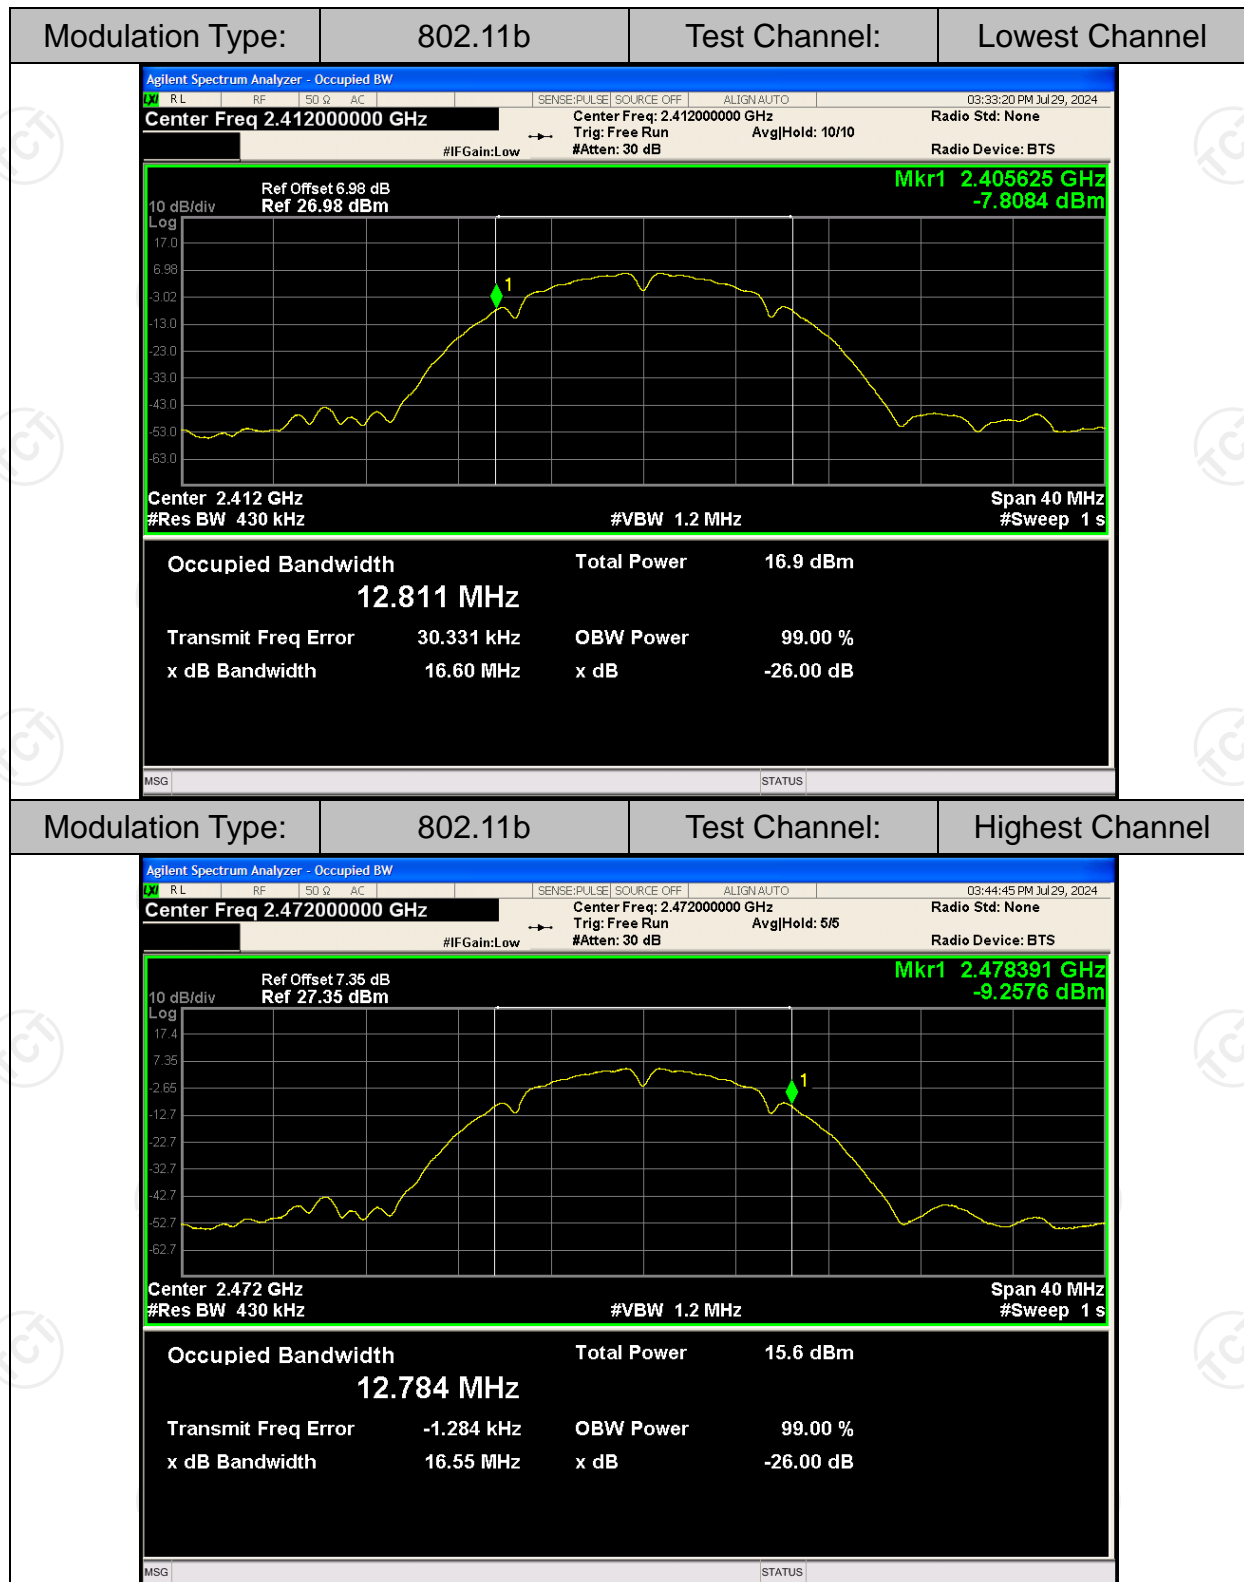 Modulation Type: 802.11b Test Channel: Lowest Channel
Agilent Spectrum Analyzer - Occupied BW
LXI RL RF 50 Ω AC SENSE:PULSE SOURCE OFF ALIGN AUTO 03:33:20 PM Jul 29, 2024
Center Freq 2.412000000 GHz Center Freq: 2.412000000 GHz Radio Std: None
Trig: Free Run Avg|Hold: 10/10
#IFGain:Low #Atten: 30 dB Radio Device: BTS
Mkr1 2.405625 GHz
Ref Offset 6.98 dB -7.8084 dBm
10 dB/div Ref 26.98 dBm
Log
17.0
6.98
1
-3.02
-13.0
-23.0
-33.0
-43.0
-53.0
-63.0
Center 2.412 GHz Span 40 MHz
#Res BW 430 kHz #VBW 1.2 MHz #Sweep 1 s
Occupied Bandwidth Total Power 16.9 dBm
12.811 MHz
Transmit Freq Error 30.331 kHz OBW Power 99.00 %
x dB Bandwidth 16.60 MHz x dB -26.00 dB
MSG STATUS
Modulation Type: 802.11b Test Channel: Highest Channel
Agilent Spectrum Analyzer - Occupied BW
LXI RL RF 50 Ω AC SENSE:PULSE SOURCE OFF ALIGN AUTO 03:44:45 PM Jul 29, 2024
Center Freq 2.472000000 GHz Center Freq: 2.472000000 GHz Radio Std: None
Trig: Free Run Avg|Hold: 5/5
#IFGain:Low #Atten: 30 dB Radio Device: BTS
Mkr1 2.478391 GHz
Ref Offset 7.35 dB -9.2576 dBm
10 dB/div Ref 27.35 dBm
Log
17.4
7.35
1
-2.65
-12.7
-22.7
-32.7
-42.7
-52.7
-62.7
Center 2.472 GHz Span 40 MHz
#Res BW 430 kHz #VBW 1.2 MHz #Sweep 1 s
Occupied Bandwidth Total Power 15.6 dBm
12.784 MHz
Transmit Freq Error -1.284 kHz OBW Power 99.00 %
x dB Bandwidth 16.55 MHz x dB -26.00 dB
MSG STATUS